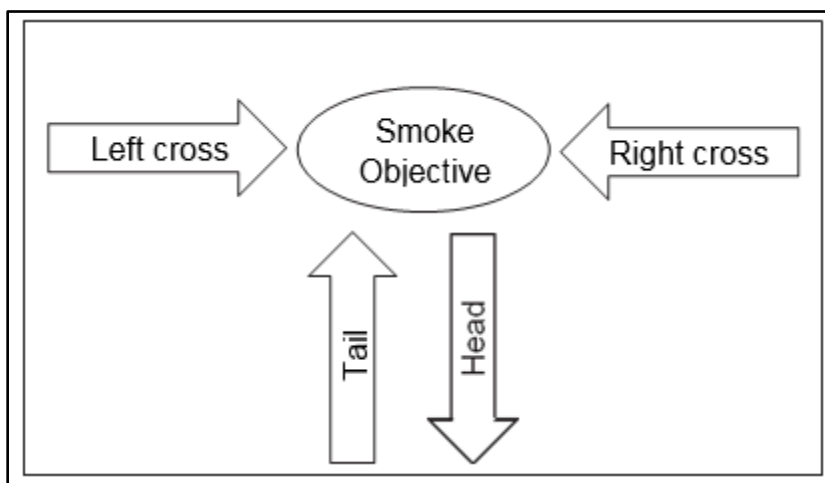 Left cross
Smoke
Objective
Right cross
Tail
Head